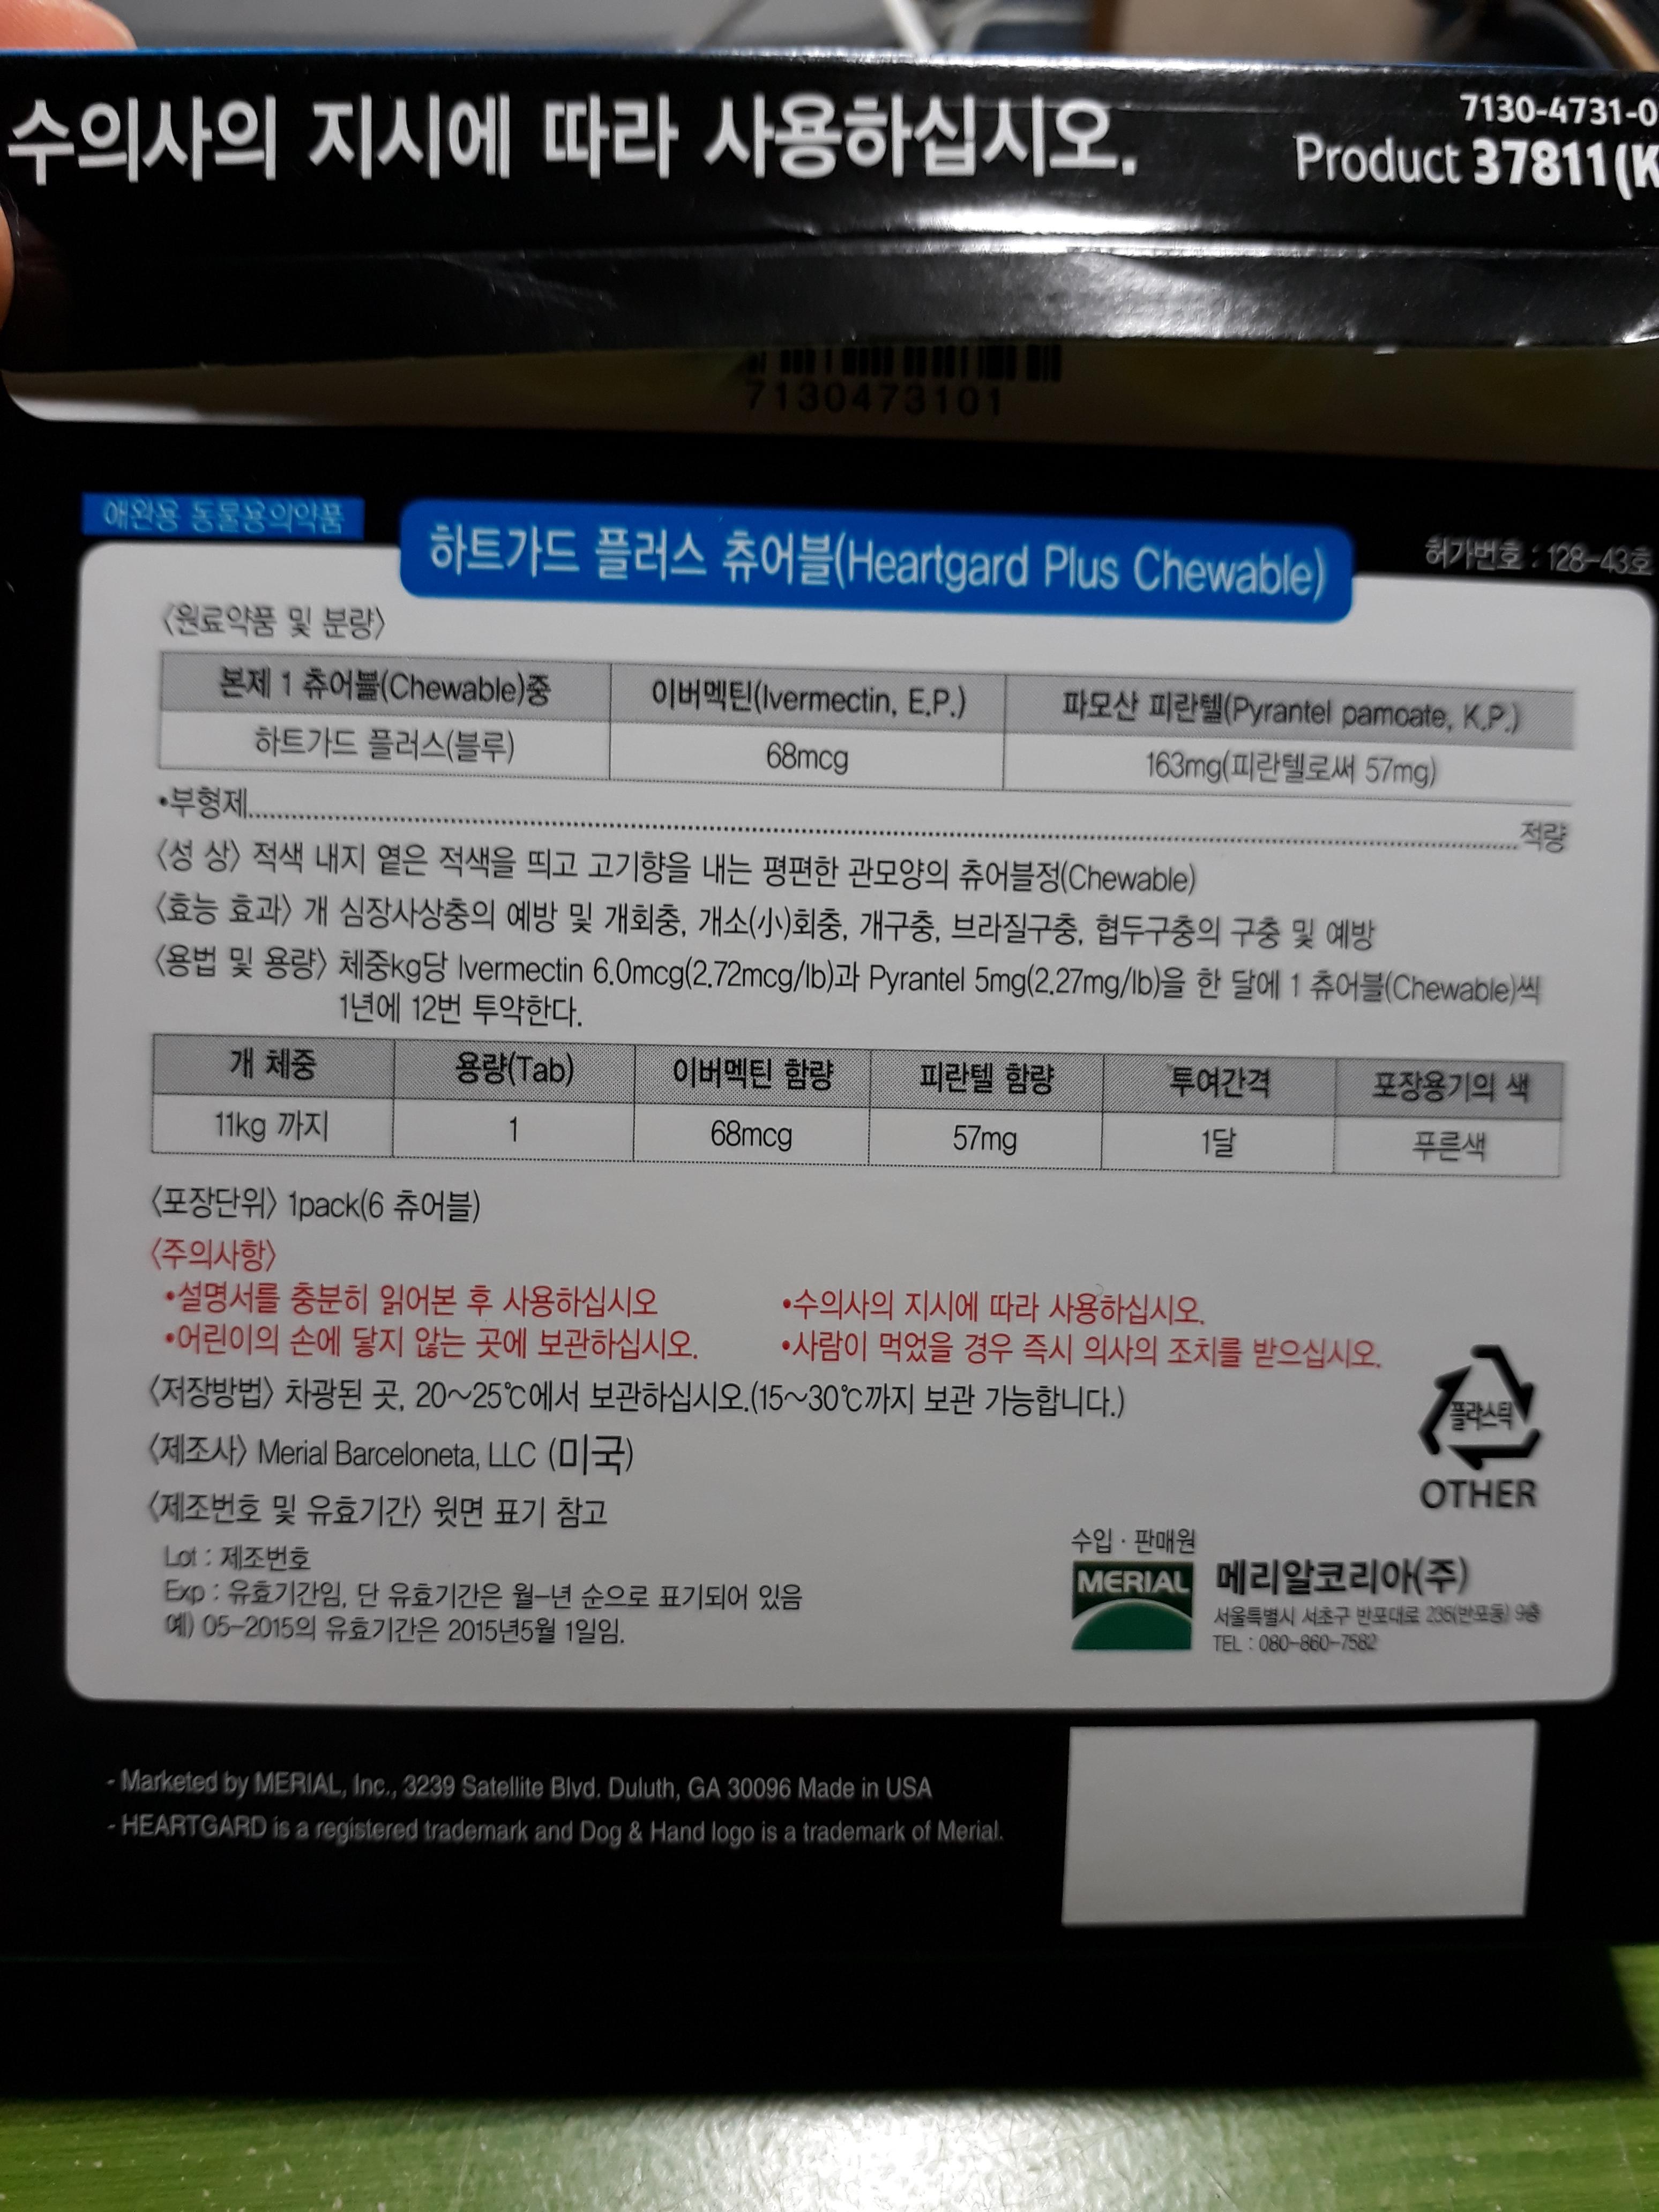 수의사의 지시에 따라 사용하십시오.
7130-4731-0
Product 37811(K
7130473101
애완용 동물용의약품
하트가드 플러스 츄어블(Heartgard Plus Chewable)
허가번호 : 128-43호
〈원료약품 및 분량〉
본제 1 츄어블(Chewable)중 이버멕틴(Ivermectin, E.P.) 파모산 피란텔(Pyrantel pamoate, K.P.)
하트가드 플러스(블루) 68mcg 163mg(피란텔로써 57mg)
•부형제........................................................................적량
〈성 상〉 적색 내지 옅은 적색을 띄고 고기향을 내는 평편한 관모양의 츄어블정(Chewable)
〈효능 효과〉 개 심장사상충의 예방 및 개회충, 개소(小)회충, 개구충, 브라질구충, 협두구충의 구충 및 예방
〈용법 및 용량〉 체중kg당 Ivermectin 6.0mcg(2.72mcg/lb)과 Pyrantel 5mg(2.27mg/lb)을 한 달에 1 츄어블(Chewable)씩
1년에 12번 투약한다.
개 체중 용량(Tab) 이버멕틴 함량 피란텔 함량 투여간격 포장용기의 색
11kg 까지 1 68mcg 57mg 1달 푸른색
〈포장단위〉 1pack(6 츄어블)
〈주의사항〉
•설명서를 충분히 읽어본 후 사용하십시오 •수의사의 지시에 따라 사용하십시오.
•어린이의 손에 닿지 않는 곳에 보관하십시오. •사람이 먹었을 경우 즉시 의사의 조치를 받으십시오.
〈저장방법〉 차광된 곳, 20~25℃에서 보관하십시오.(15~30℃까지 보관 가능합니다.)
플라스틱
OTHER
〈제조사〉 Merial Barceloneta, LLC (미국)
〈제조번호 및 유효기간〉 윗면 표기 참고
Lot : 제조번호
Exp : 유효기간임, 단 유효기간은 월-년 순으로 표기되어 있음
예) 05-2015의 유효기간은 2015년5월 1일임.
수입 · 판매원
MERIAL
메리알코리아(주)
서울특별시 서초구 반포대로 235(반포동) 9층
TEL : 080-860-7582
- Marketed by MERIAL, Inc., 3239 Satellite Blvd. Duluth, GA 30096 Made in USA
- HEARTGARD is a registered trademark and Dog & Hand logo is a trademark of Merial.